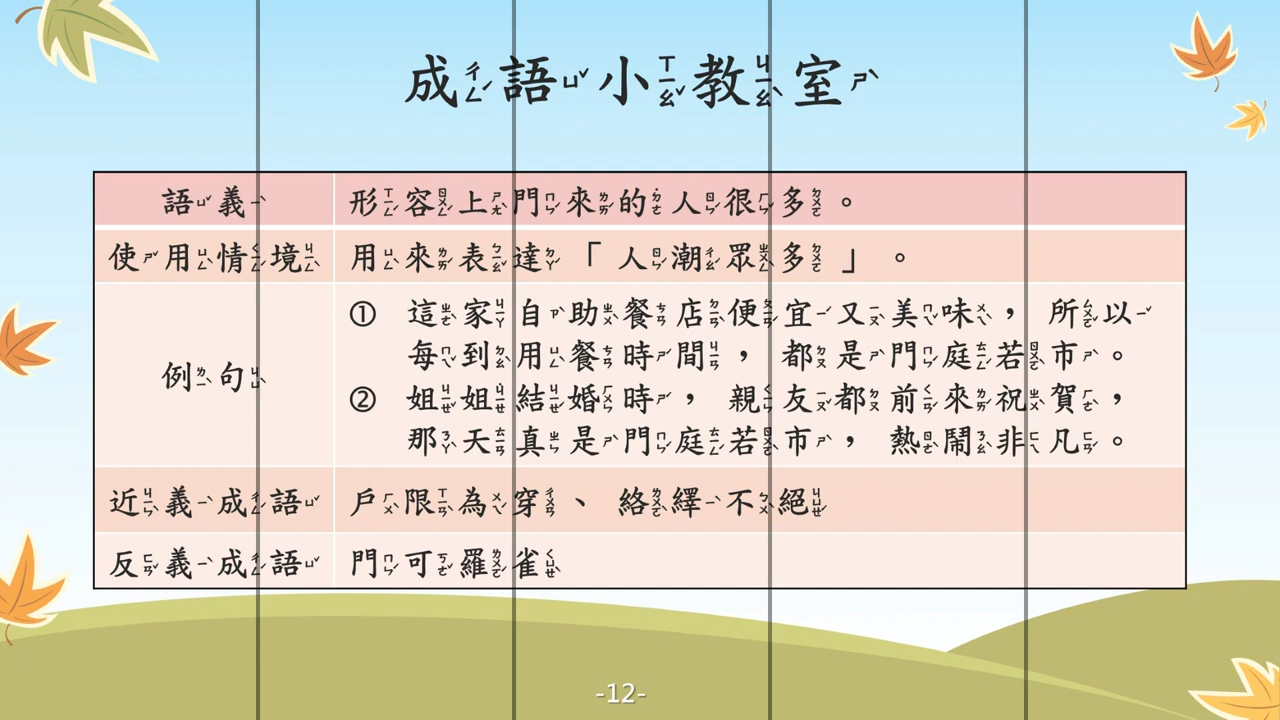 成語小教室
語義 形容上門來的人很多。
使用情境 用來表達「人潮眾多」。
例句 ① 這家自助餐店便宜又美味，所以
每到用餐時間，都是門庭若市。
② 姐姐結婚時，親友都前來祝賀，
那天真是門庭若市，熱鬧非凡。
近義成語 戶限為穿、絡繹不絕
反義成語 門可羅雀
-12-